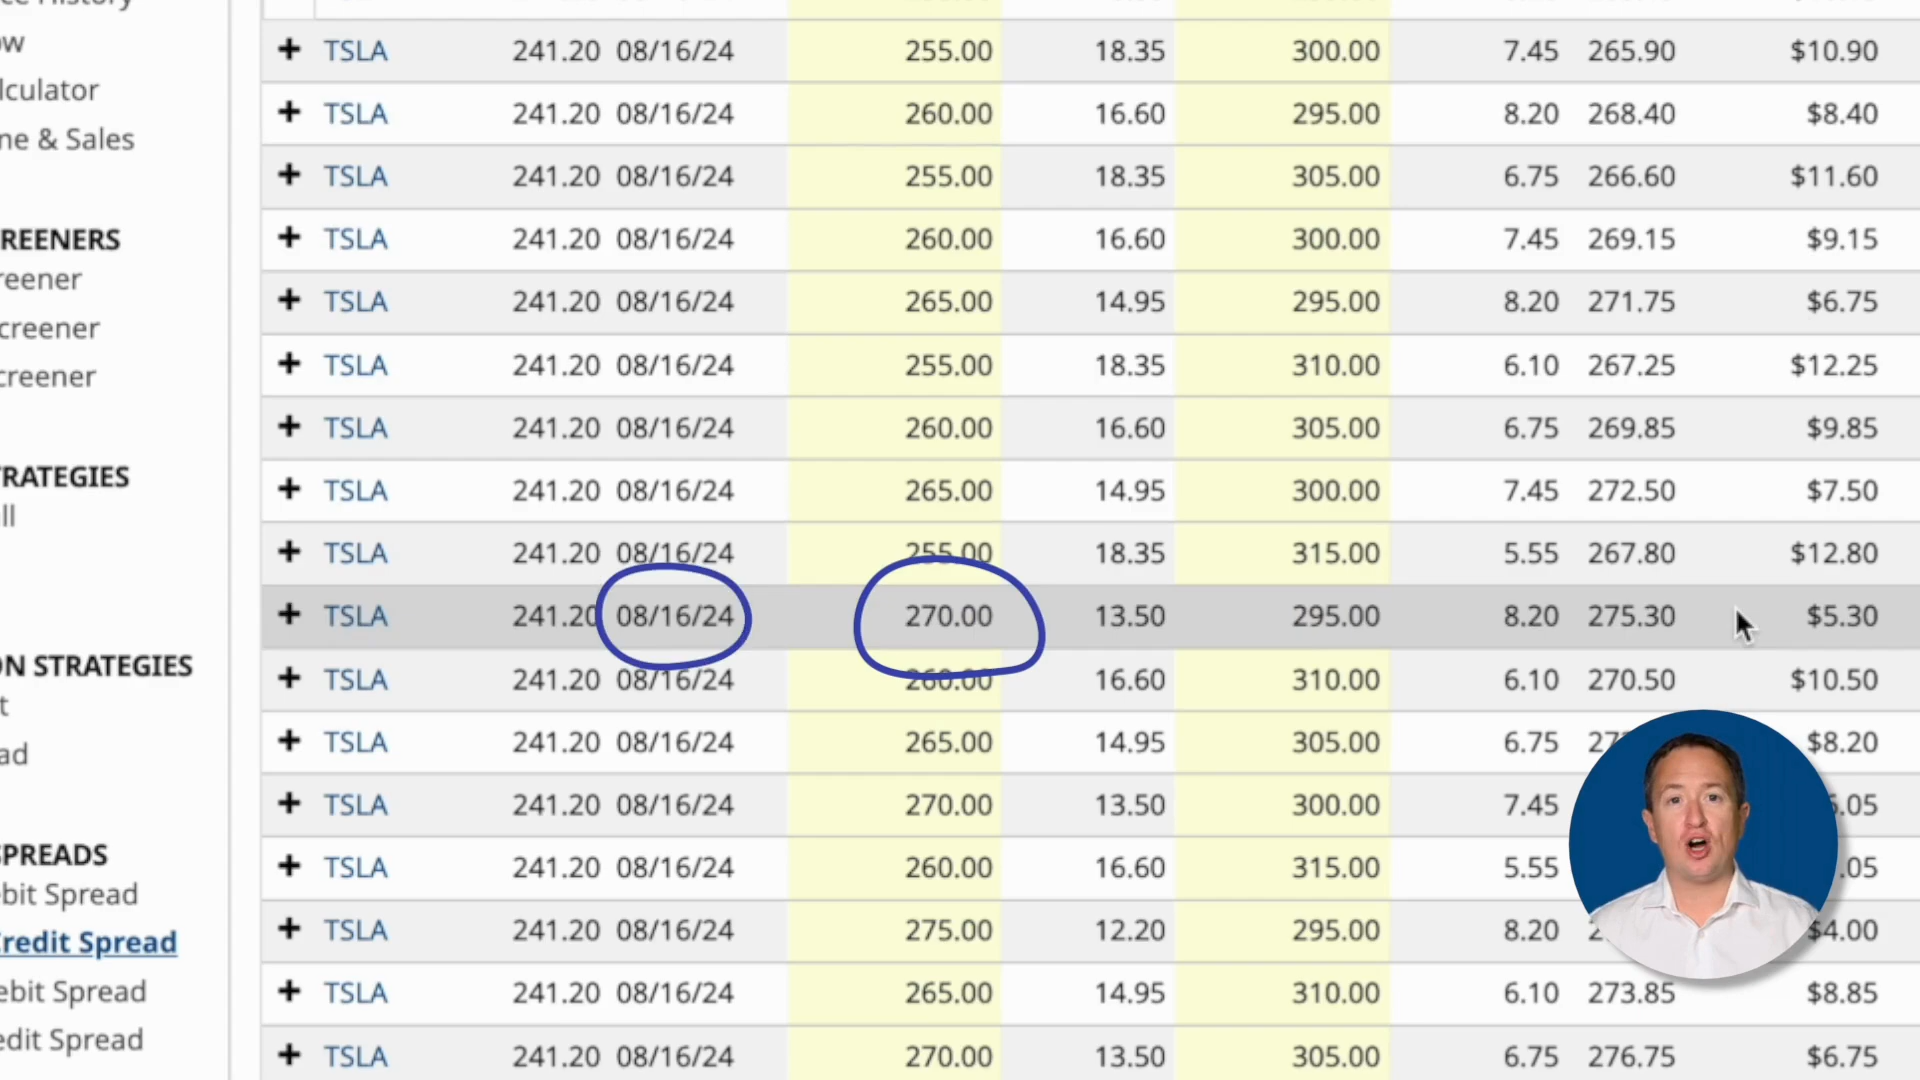 History
TSLA 241.20 08/16/24 255.00 18.35 300.00 7.45 265.90 $10.90
TSLA 241.20 08/16/24 260.00 16.60 295.00 8.20 268.40 $8.40
& Sales
TSLA 241.20 08/16/24 255.00 18.35 305.00 6.75 266.60 $11.60
TSLA 241.20 08/16/24 260.00 16.60 300.00 7.45 269.15 $9.15
TSLA 241.20 08/16/24 265.00 14.95 295.00 8.20 271.75 $6.75
TSLA 241.20 08/16/24 255.00 18.35 310.00 6.10 267.25 $12.25
TSLA 241.20 08/16/24 260.00 16.60 305.00 6.75 269.85 $9.85
TSLA 241.20 08/16/24 265.00 14.95 300.00 7.45 272.50 $7.50
TSLA 241.20 08/16/24 255.00 18.35 315.00 5.55 267.80 $12.80
TSLA 241.20 08/16/24 270.00 13.50 295.00 8.20 275.30 $5.30
STRATEGIES
TSLA 241.20 08/16/24 260.00 16.60 310.00 6.10 270.50 $10.50
TSLA 241.20 08/16/24 265.00 14.95 305.00 6.75 $8.20
TSLA 241.20 08/16/24 270.00 13.50 300.00 7.45
SPREADS
TSLA 241.20 08/16/24 260.00 16.60 315.00 5.55
Spread
TSLA 241.20 08/16/24 275.00 12.20 295.00 8.20 $4.00
Credit Spread
TSLA 241.20 08/16/24 265.00 14.95 310.00 6.10 273.85 $8.85
Spread
Spread
TSLA 241.20 08/16/24 270.00 13.50 305.00 6.75 276.75 $6.75